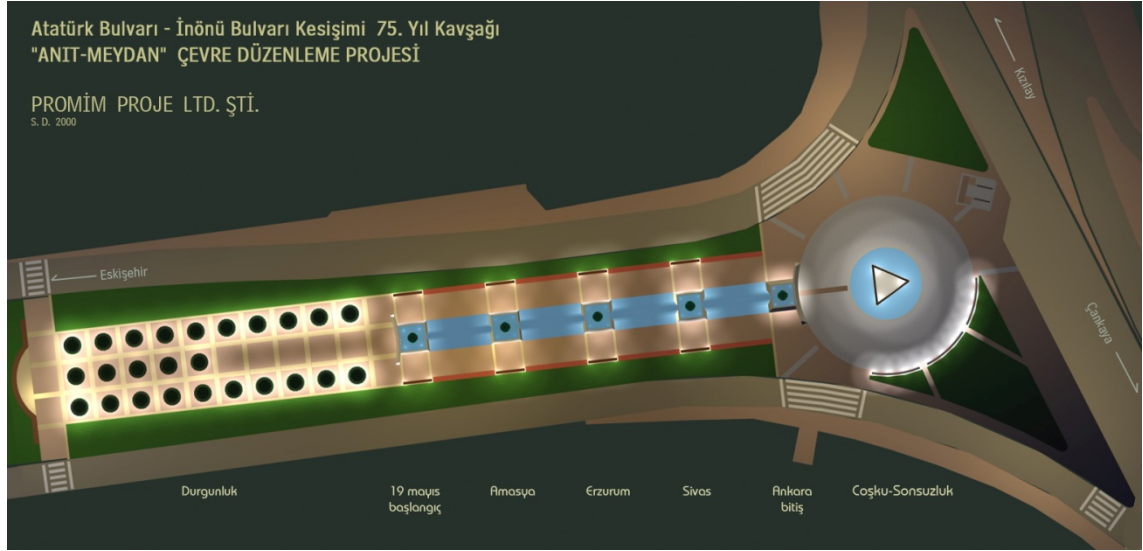 Atatürk Bulvarı - İnönü Bulvarı Kesişimi 75. Yıl Kavşağı
"ANIT-MEYDAN" ÇEVRE DÜZENLEME PROJESİ
PROMİM PROJE LTD. ŞTİ.
S. D. 2000
Kızılay
Eskişehir
Çankaya
Durgunluk
19 mayıs
başlangıç
Amasya
Erzurum
Sivas
Ankara
bitiş
Coşku-Sonsuzluk